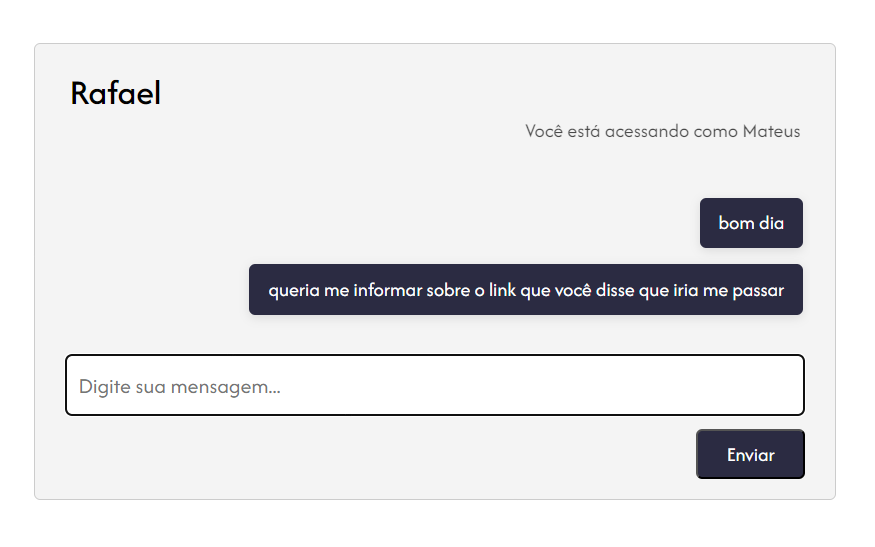 Rafael
Você está acessando como Mateus
bom dia
queria me informar sobre o link que você disse que iria me passar
Digite sua mensagem...
Enviar